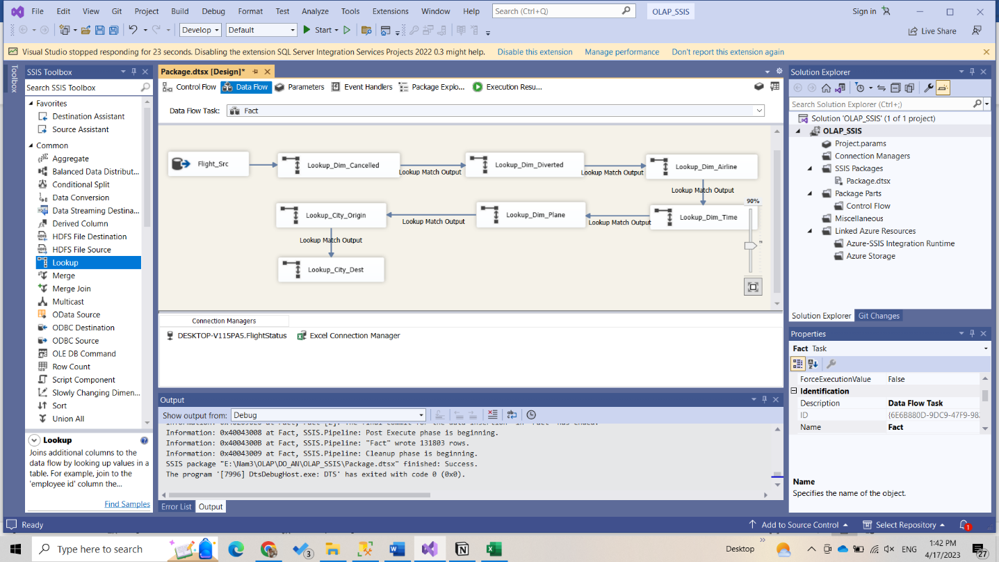 File Edit View Git Project Build Debug Format Test Analyze Tools Extensions Window Help Search (Ctrl+Q) OLAP_SSIS Sign in
Develop Default Start Live Share
Visual Studio stopped responding for 23 seconds. Disabling the extension SQL Server Integration Services Projects 2022 0.3 might help. Disable this extension Manage performance Don't report this extension again
Toolbox
SSIS Toolbox
Search SSIS Toolbox
Favorites
Destination Assistant
Source Assistant
Common
Aggregate
Balanced Data Distribut...
Conditional Split
Data Conversion
Data Streaming Destina...
Derived Column
HDFS File Destination
HDFS File Source
Lookup
Merge
Merge Join
Multicast
OData Source
ODBC Destination
ODBC Source
OLE DB Command
Row Count
Script Component
Slowly Changing Dimen...
Sort
Union All
Lookup
Joins additional columns to the
data flow by looking up values in a
table. For example, join to the
'employee id' column the...
Find Samples
Package.dtsx [Design]*
Control Flow Data Flow Parameters Event Handlers Package Explo... Execution Resu...
Data Flow Task: Fact
Flight_Src Lookup_Dim_Cancelled Lookup_Dim_Diverted Lookup_Dim_Airline
Lookup Match Output Lookup Match Output
Lookup Match Output
90%
Lookup_City_Origin Lookup_Dim_Plane Lookup_Dim_Time
Lookup Match Output Lookup Match Output
Lookup Match Output
Lookup_City_Dest
Connection Managers
DESKTOP-V115PA5.FlightStatus Excel Connection Manager
Output
Show output from: Debug
Information: 0x40043008 at Fact, SSIS.Pipeline: Post Execute phase is beginning.
Information: 0x4004300B at Fact, SSIS.Pipeline: "Fact" wrote 131803 rows.
Information: 0x40043009 at Fact, SSIS.Pipeline: Cleanup phase is beginning.
SSIS package "E:\Nam3\OLAP\DO_AN\OLAP_SSIS\Package.dtsx" finished: Success.
The program '[7996] DtsDebugHost.exe: DTS' has exited with code 0 (0x0).
Error List Output
Solution Explorer
Search Solution Explorer (Ctrl+;)
Solution 'OLAP_SSIS' (1 of 1 project)
OLAP_SSIS
Project.params
Connection Managers
SSIS Packages
Package.dtsx
Package Parts
Control Flow
Miscellaneous
Linked Azure Resources
Azure-SSIS Integration Runtime
Azure Storage
Solution Explorer Git Changes
Properties
Fact Task
ForceExecutionValue False
Identification
Description Data Flow Task
ID {6E6B880D-9DC9-47F9-98
Name Fact
Name
Specifies the name of the object.
Ready Add to Source Control Select Repository 1
Type here to search 3 Desktop ENG 1:42 PM
4/17/2023 27